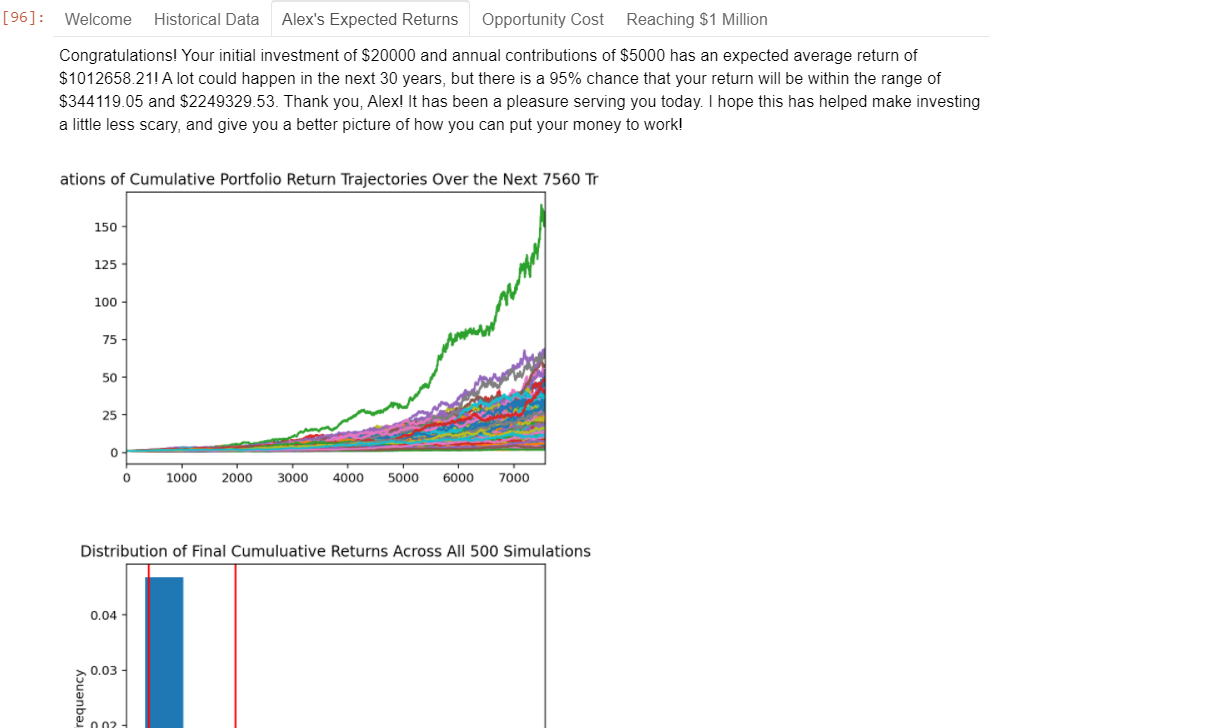 [96]:
Welcome Historical Data Alex's Expected Returns Opportunity Cost Reaching $1 Million
Congratulations! Your initial investment of $20000 and annual contributions of $5000 has an expected average return of
$1012658.21! A lot could happen in the next 30 years, but there is a 95% chance that your return will be within the range of
$344119.05 and $2249329.53. Thank you, Alex! It has been a pleasure serving you today. I hope this has helped make investing
a little less scary, and give you a better picture of how you can put your money to work!
ations of Cumulative Portfolio Return Trajectories Over the Next 7560 Tr
150
125
100
75
50
25
0
0 1000 2000 3000 4000 5000 6000 7000
Distribution of Final Cumuluative Returns Across All 500 Simulations
0.04
0.03
0.02
requency